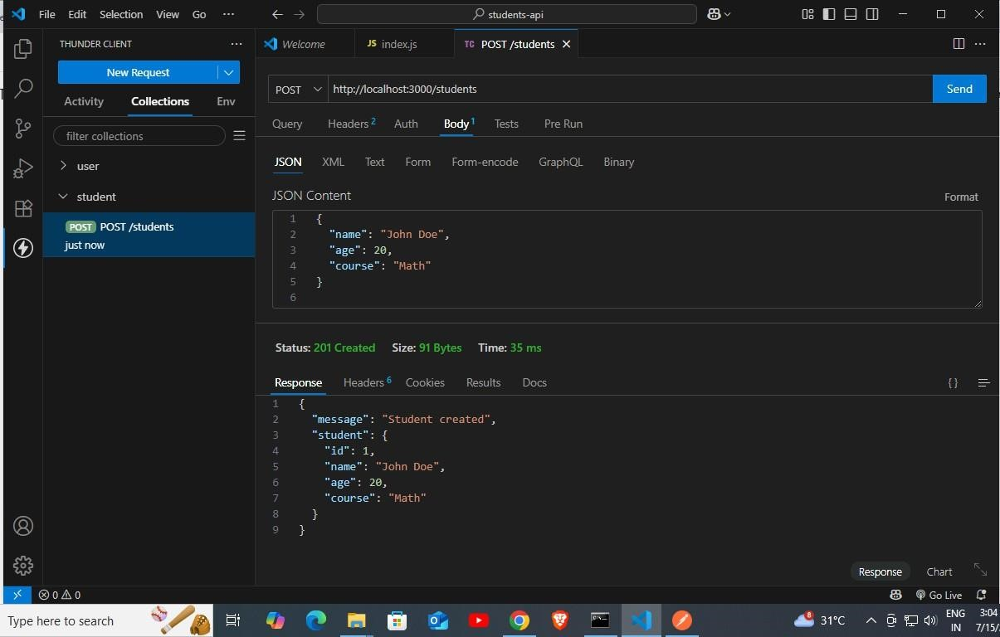 File Edit Selection View Go ··· students-api
THUNDER CLIENT ···
New Request
Activity Collections Env
filter collections
user
student
POST POST /students
just now
Welcome JS index.js TC POST /students
POST http://localhost:3000/students Send
Query Headers 2 Auth Body 1 Tests Pre Run
JSON XML Text Form Form-encode GraphQL Binary
JSON Content Format
1 {
2 "name": "John Doe",
3 "age": 20,
4 "course": "Math"
5 }
6
Status: 201 Created Size: 91 Bytes Time: 35 ms
Response Headers 6 Cookies Results Docs { }
1 {
2 "message": "Student created",
3 "student": {
4 "id": 1,
5 "name": "John Doe",
6 "age": 20,
7 "course": "Math"
8 }
9 }
Response Chart
0 0 Go Live
Type here to search 8 31°C ENG 3:04
IN 7/15/